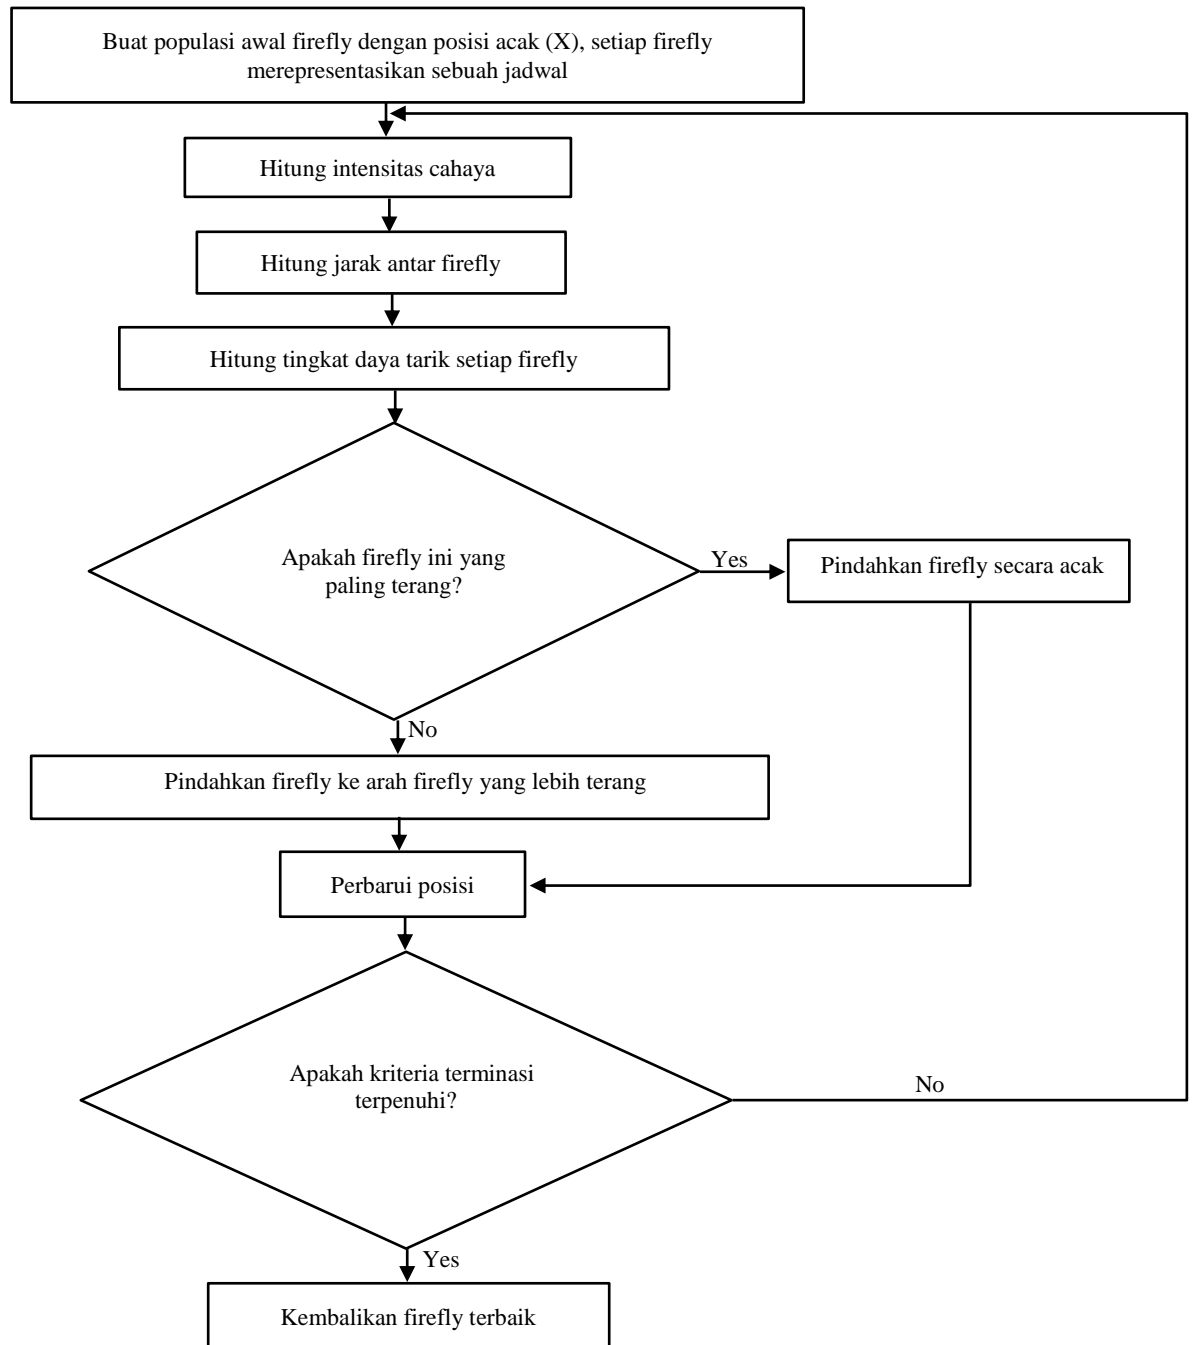 Buat populasi awal firefly dengan posisi acak (X), setiap firefly
merepresentasikan sebuah jadwal
Hitung intensitas cahaya
Hitung jarak antar firefly
Hitung tingkat daya tarik setiap firefly
Apakah firefly ini yang
paling terang?
Yes
Pindahkan firefly secara acak
No
Pindahkan firefly ke arah firefly yang lebih terang
Perbarui posisi
Apakah kriteria terminasi
terpenuhi?
No
Yes
Kembalikan firefly terbaik